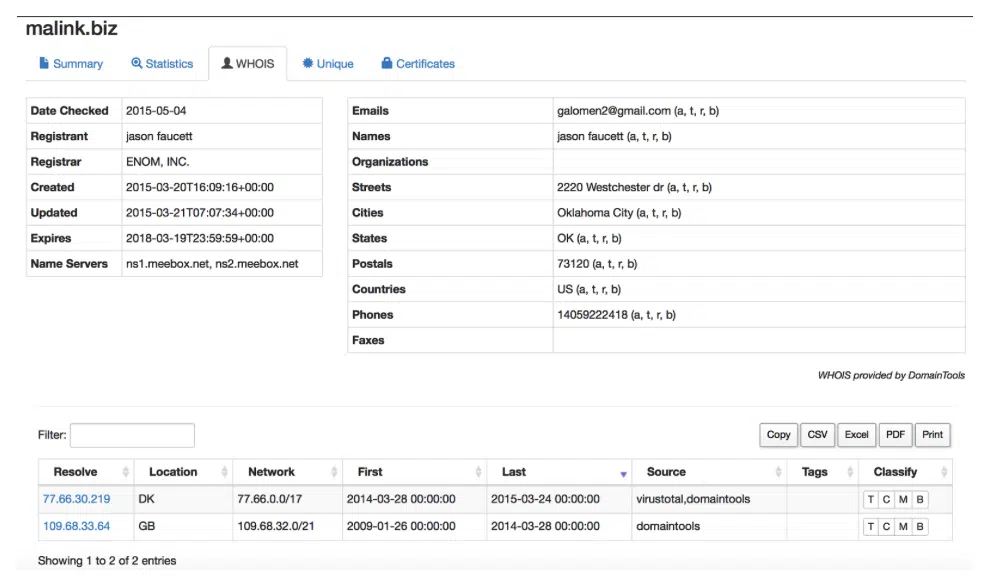 malink.biz
Summary Statistics WHOIS Unique Certificates
Date Checked 2015-05-04
Registrant jason faucett
Registrar ENOM, INC.
Created 2015-03-20T16:09:16+00:00
Updated 2015-03-21T07:07:34+00:00
Expires 2018-03-19T23:59:59+00:00
Name Servers ns1.meebox.net, ns2.meebox.net
Emails galomen2@gmail.com (a, t, r, b)
Names jason faucett (a, t, r, b)
Organizations
Streets 2220 Westchester dr (a, t, r, b)
Cities Oklahoma City (a, t, r, b)
States OK (a, t, r, b)
Postals 73120 (a, t, r, b)
Countries US (a, t, r, b)
Phones 14059222418 (a, t, r, b)
Faxes
WHOIS provided by DomainTools
Filter: Copy CSV Excel PDF Print
Resolve Location Network First Last Source Tags Classify
77.66.30.219 DK 77.66.0.0/17 2014-03-28 00:00:00 2015-03-24 00:00:00 virustotal,domaintools T C M B
109.68.33.64 GB 109.68.32.0/21 2009-01-26 00:00:00 2014-03-28 00:00:00 domaintools T C M B
Showing 1 to 2 of 2 entries